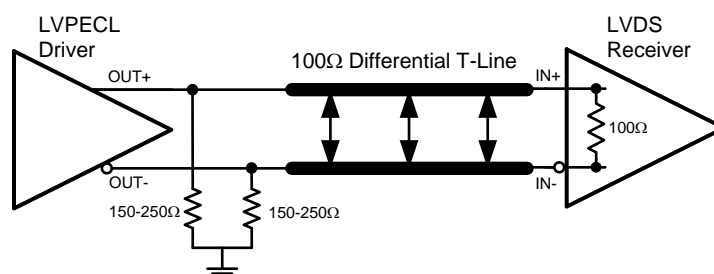 LVPECL
Driver
LVDS
Receiver
100Ω Differential T-Line
OUT+
IN+
100Ω
OUT-
IN-
150-250Ω
150-250Ω